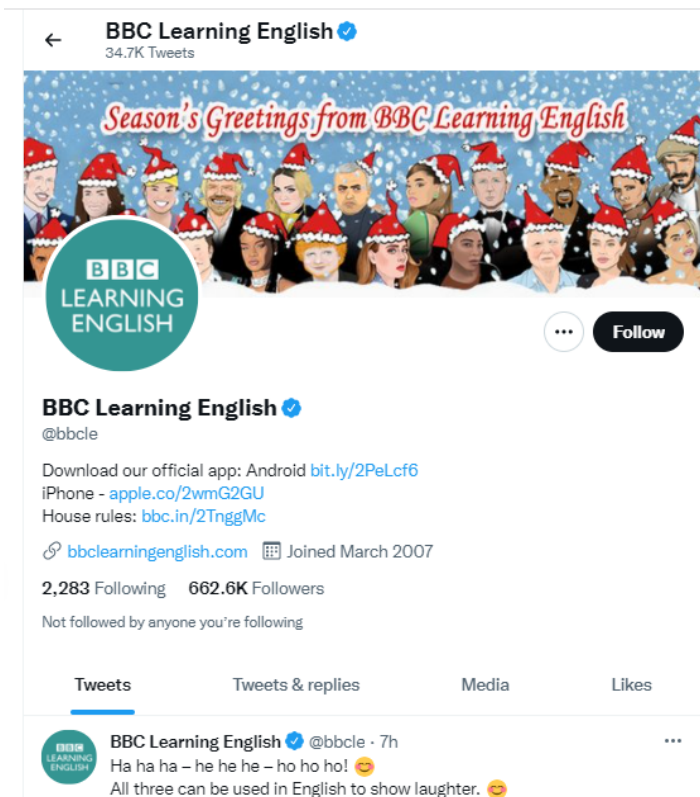 BBC Learning English
34.7K Tweets
Season's Greetings from BBC Learning English
BBC
LEARNING
ENGLISH
Follow
BBC Learning English
@bbcle
Download our official app: Android bit.ly/2PeLcf6
iPhone - apple.co/2wmG2GU
House rules: bbc.in/2TnggMc
bbclearningenglish.com Joined March 2007
2,283 Following 662.6K Followers
Not followed by anyone you're following
Tweets Tweets & replies Media Likes
BBC
LEARNING
ENGLISH
BBC Learning English @bbcle · 7h
Ha ha ha – he he he – ho ho ho! 😊
All three can be used in English to show laughter. 😊